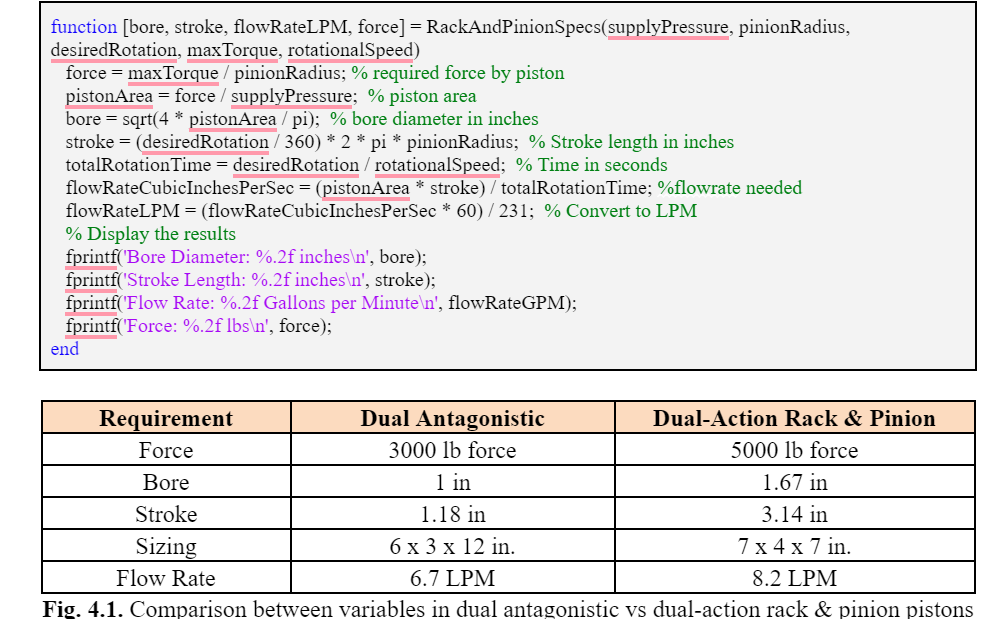 function [bore, stroke, flowRateLPM, force] = RackAndPinionSpecs(supplyPressure, pinionRadius,
desiredRotation, maxTorque, rotationalSpeed)
force = maxTorque / pinionRadius; % required force by piston
pistonArea = force / supplyPressure; % piston area
bore = sqrt(4 * pistonArea / pi); % bore diameter in inches
stroke = (desiredRotation / 360) * 2 * pi * pinionRadius; % Stroke length in inches
totalRotationTime = desiredRotation / rotationalSpeed; % Time in seconds
flowRateCubicInchesPerSec = (pistonArea * stroke) / totalRotationTime; %flowrate needed
flowRateLPM = (flowRateCubicInchesPerSec * 60) / 231; % Convert to LPM
% Display the results
fprintf('Bore Diameter: %.2f inches\n', bore);
fprintf('Stroke Length: %.2f inches\n', stroke);
fprintf('Flow Rate: %.2f Gallons per Minute\n', flowRateGPM);
fprintf('Force: %.2f lbs\n', force);
end
Requirement Dual Antagonistic Dual-Action Rack & Pinion
Force 3000 lb force 5000 lb force
Bore 1 in 1.67 in
Stroke 1.18 in 3.14 in
Sizing 6 x 3 x 12 in. 7 x 4 x 7 in.
Flow Rate 6.7 LPM 8.2 LPM
Fig. 4.1. Comparison between variables in dual antagonistic vs dual-action rack & pinion pistons